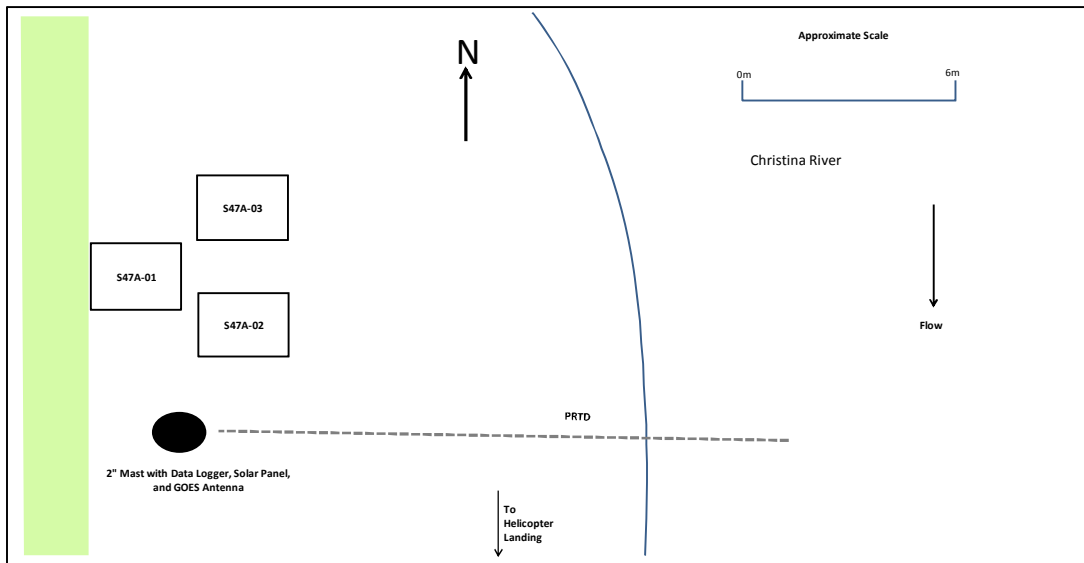 N
Approximate Scale
0m
6m
Christina River
S47A-03
S47A-01
S47A-02
Flow
PRTD
2" Mast with Data Logger, Solar Panel,
and GOES Antenna
To
Helicopter
Landing